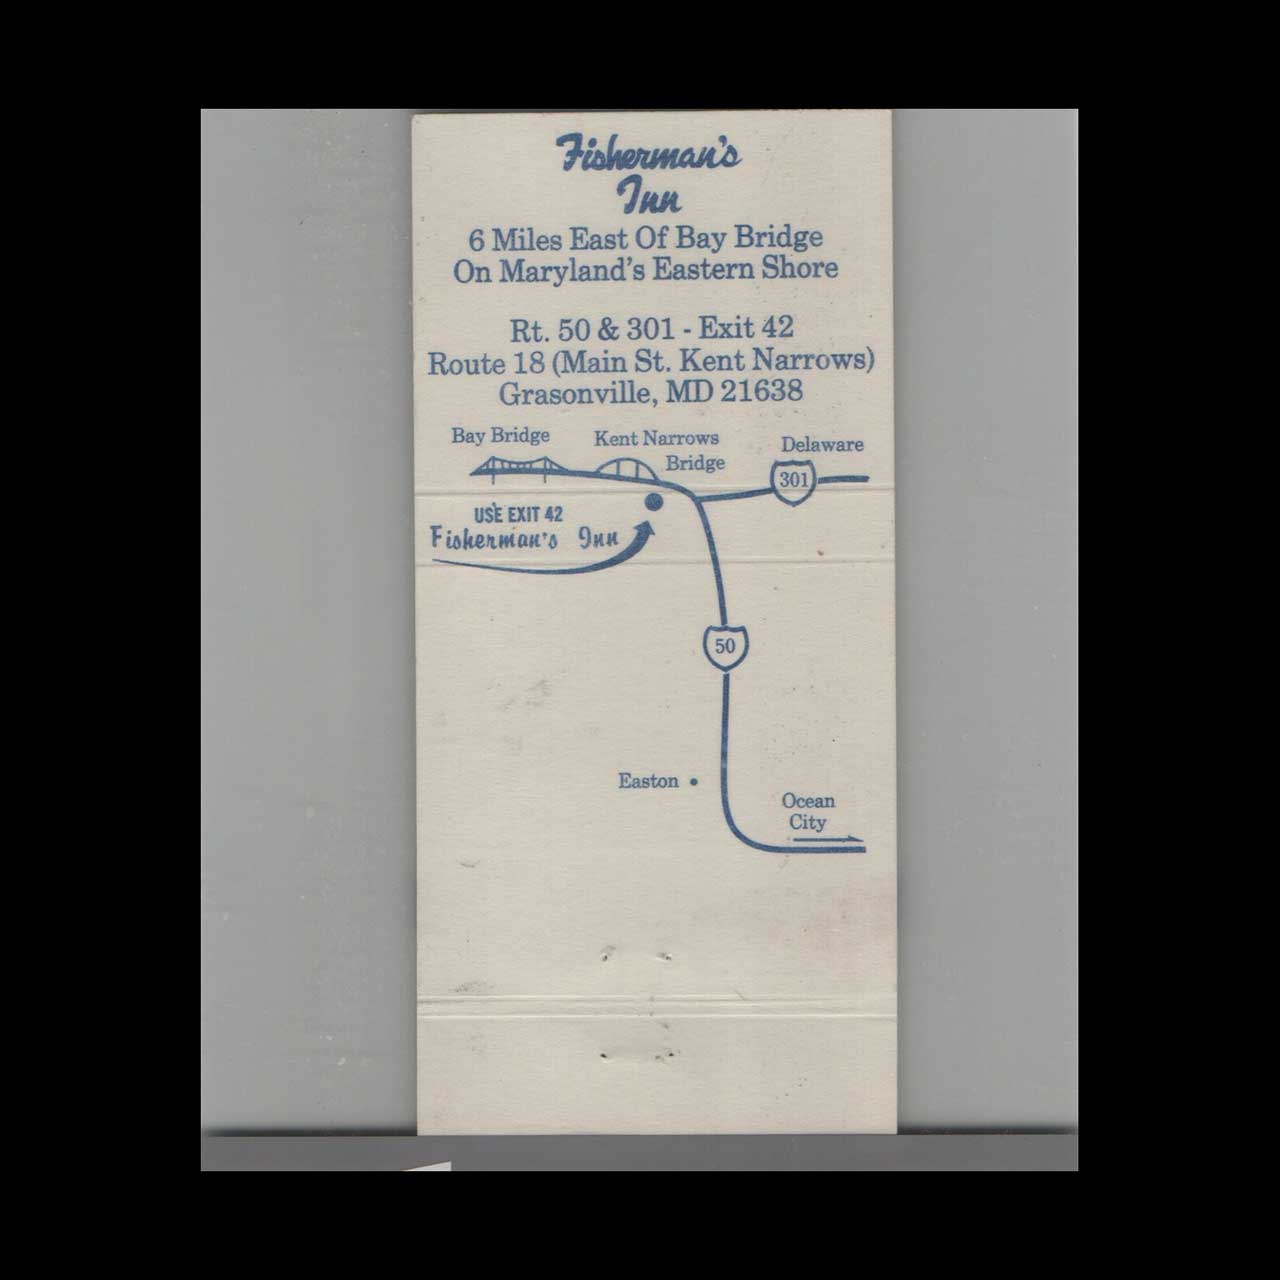 Fisherman's
Inn
6 Miles East Of Bay Bridge
On Maryland's Eastern Shore
Rt. 50 & 301 - Exit 42
Route 18 (Main St. Kent Narrows)
Grasonville, MD 21638
Bay Bridge
Kent Narrows
Bridge
Delaware
301
USE EXIT 42
Fisherman's Inn
50
Easton
Ocean
City